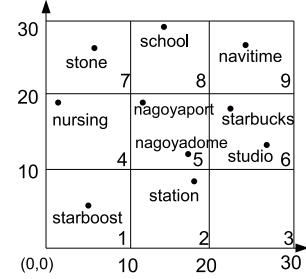 30
school
stone
navitime
7
8
9
20
nursing
nagoyaport
starbucks
nagoyadome
4
5
studio
6
10
station
starboost
1
2
3
(0,0)
10
20
30